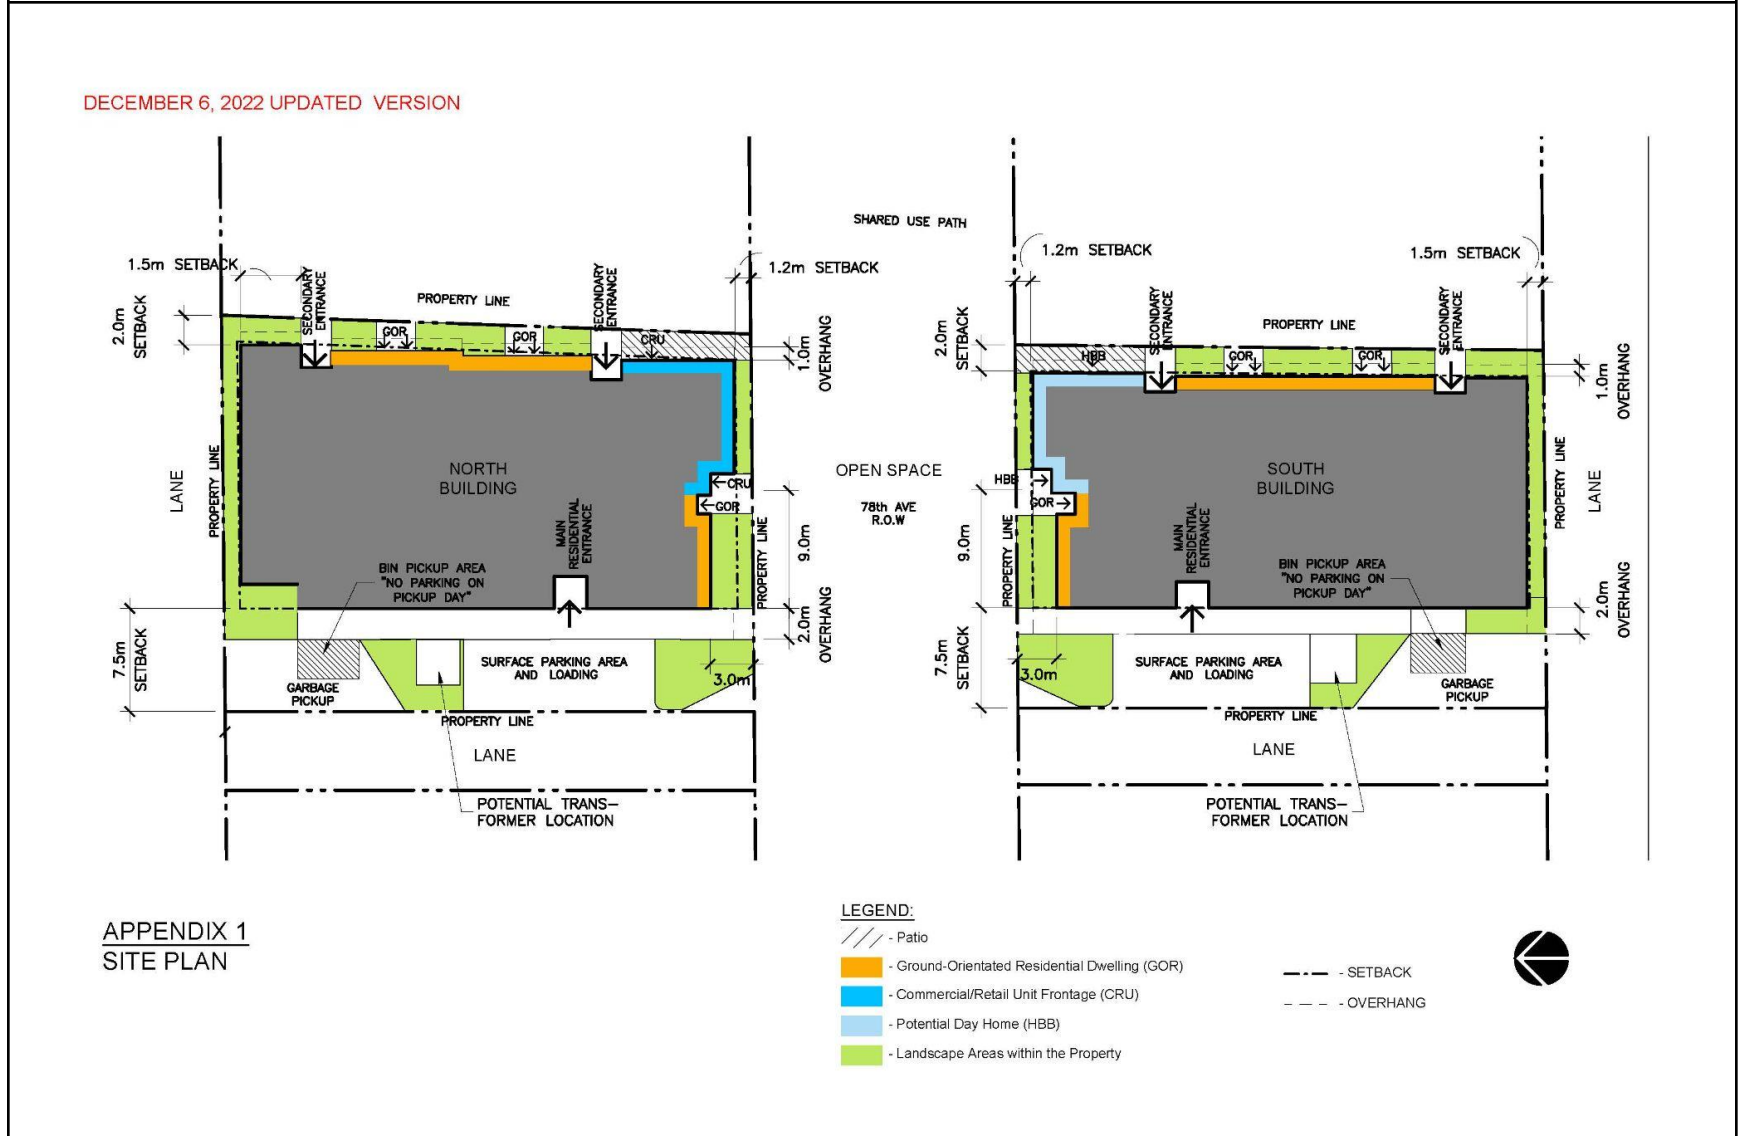 DECEMBER 6, 2022 UPDATED VERSION
SHARED USE PATH
1.5m SETBACK
2.0m
SETBACK
SECONDARY
ENTRANCE
PROPERTY LINE
SECONDARY
ENTRANCE
1.2m SETBACK
GOR
GOR
CRU
1.0m
OVERHANG
LANE
PROPERTY LINE
NORTH
BUILDING
CRU
GOR
MAIN
RESIDENTIAL
ENTRANCE
BIN PICKUP AREA
"NO PARKING ON
PICKUP DAY"
9.0m
PROPERTY LINE
2.0m
OVERHANG
7.5m
SETBACK
GARBAGE
PICKUP
SURFACE PARKING AREA
AND LOADING
3.0m
PROPERTY LINE
LANE
POTENTIAL TRANS-
FORMER LOCATION
OPEN SPACE
78th AVE
R.O.W
1.2m SETBACK
1.5m SETBACK
2.0m
SETBACK
SECONDARY
ENTRANCE
PROPERTY LINE
SECONDARY
ENTRANCE
HBB
GOR
GOR
1.0m
OVERHANG
HBB
GOR
SOUTH
BUILDING
PROPERTY LINE
LANE
9.0m
PROPERTY LINE
MAIN
RESIDENTIAL
ENTRANCE
BIN PICKUP AREA
"NO PARKING ON
PICKUP DAY"
2.0m
OVERHANG
7.5m
SETBACK
3.0m
SURFACE PARKING AREA
AND LOADING
GARBAGE
PICKUP
PROPERTY LINE
LANE
POTENTIAL TRANS-
FORMER LOCATION
APPENDIX 1
SITE PLAN
LEGEND:
- Patio
- Ground-Orientated Residential Dwelling (GOR)
- Commercial/Retail Unit Frontage (CRU)
- Potential Day Home (HBB)
- Landscape Areas within the Property
- SETBACK
- OVERHANG